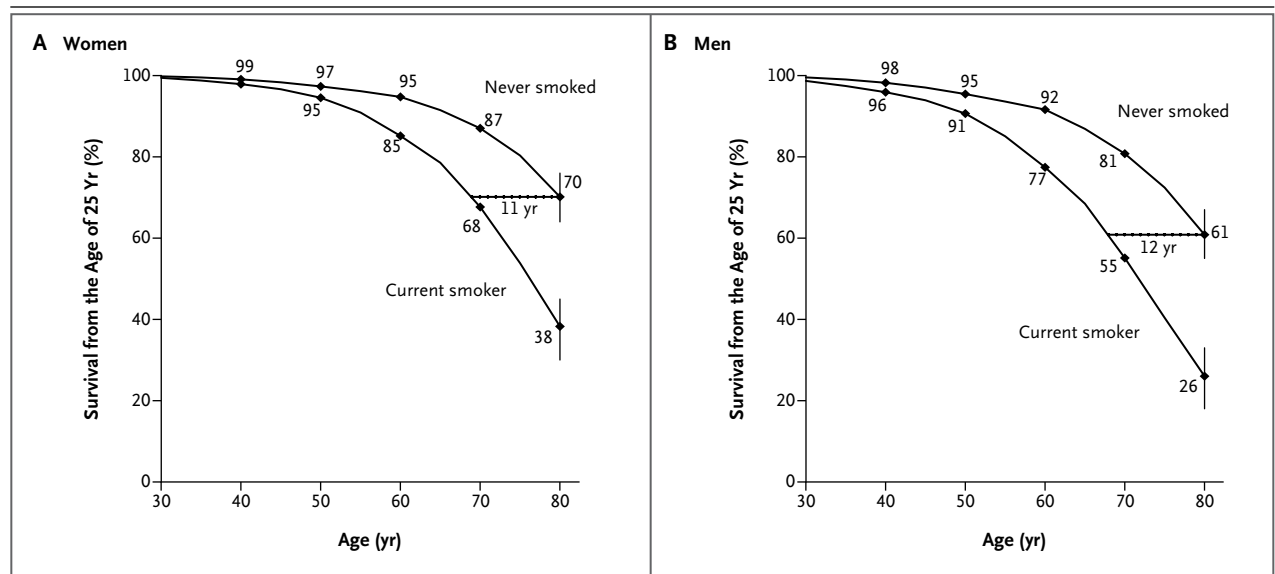 A Women
Survival from the Age of 25 Yr (%)
100
80
60
40
20
0
99
97
95
95
85
87
68
70
38
Never smoked
11 yr
Current smoker
30 40 50 60 70 80
Age (yr)
B Men
Survival from the Age of 25 Yr (%)
100
80
60
40
20
0
98
96
95
91
92
77
81
55
61
26
Never smoked
12 yr
Current smoker
30 40 50 60 70 80
Age (yr)